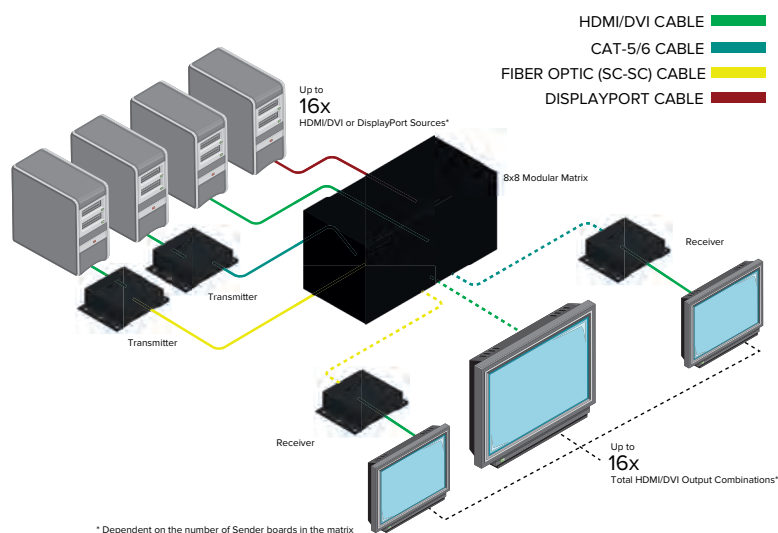 HDMI/DVI CABLE
CAT-5/6 CABLE
FIBER OPTIC (SC-SC) CABLE
DISPLAYPORT CABLE
Up to
16x
HDMI/DVI or DisplayPort Sources*
8x8 Modular Matrix
Receiver
Transmitter
Transmitter
Receiver
Up to
16x
Total HDMI/DVI Output Combinations*
* Dependent on the number of Sender boards in the matrix